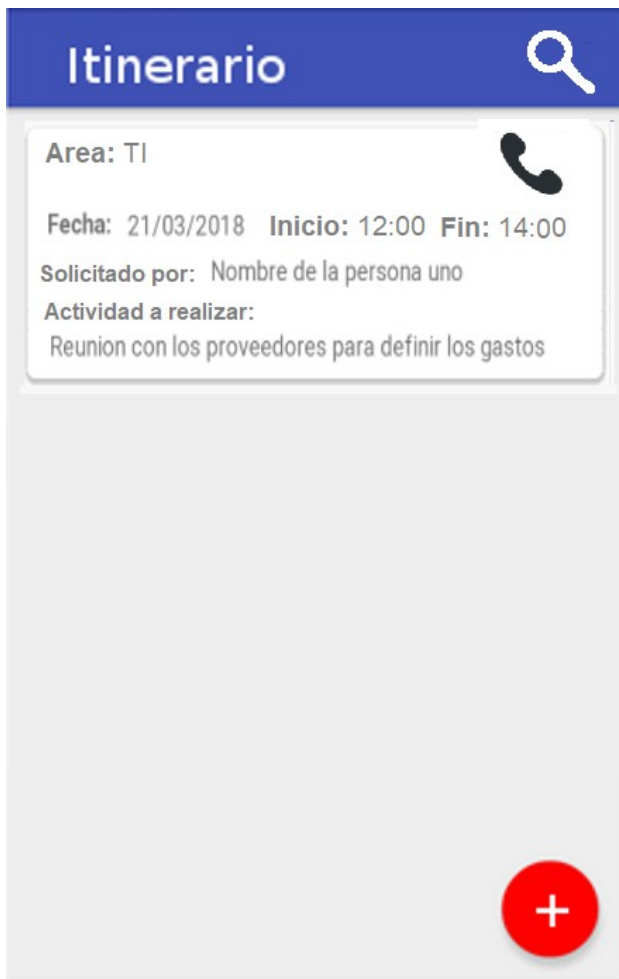 Itinerario
Area: TI
Fecha: 21/03/2018 Inicio: 12:00 Fin: 14:00
Solicitado por: Nombre de la persona uno
Actividad a realizar:
Reunion con los proveedores para definir los gastos
+